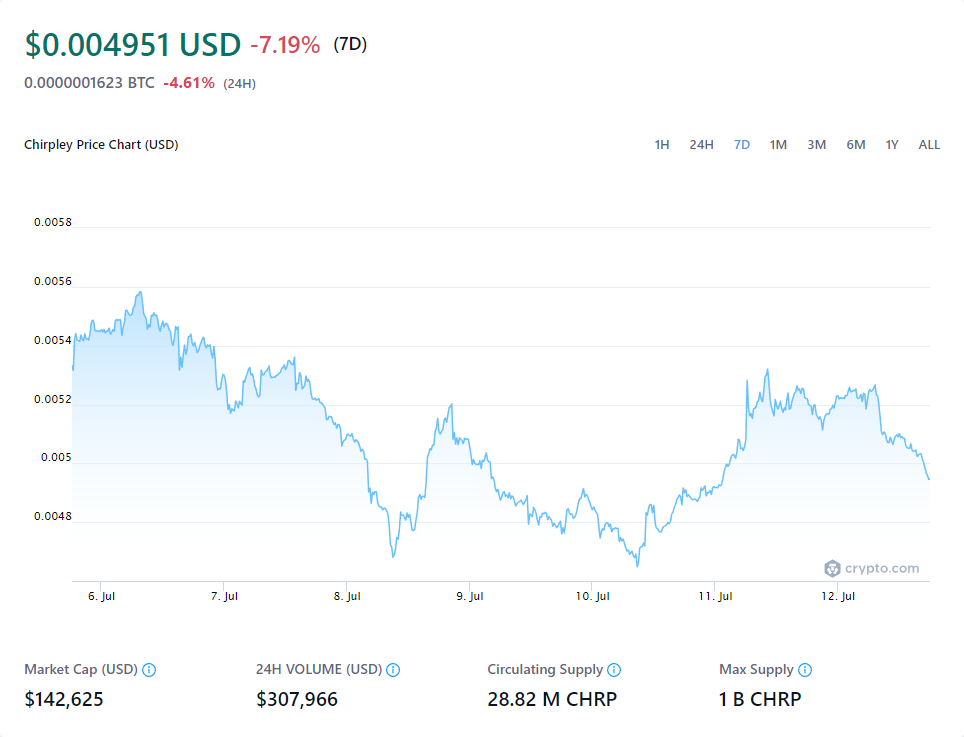 $0.004951 USD -7.19% (7D)
0.0000001623 BTC -4.61% (24H)
Chirpley Price Chart (USD) 1H 24H 7D 1M 3M 6M 1Y ALL
0.0058
0.0056
0.0054
0.0052
0.005
0.0048
crypto.com
6. Jul 7. Jul 8. Jul 9. Jul 10. Jul 11. Jul 12. Jul
Market Cap (USD) 24H VOLUME (USD) Circulating Supply Max Supply
$142,625 $307,966 28.82 M CHRP 1 B CHRP